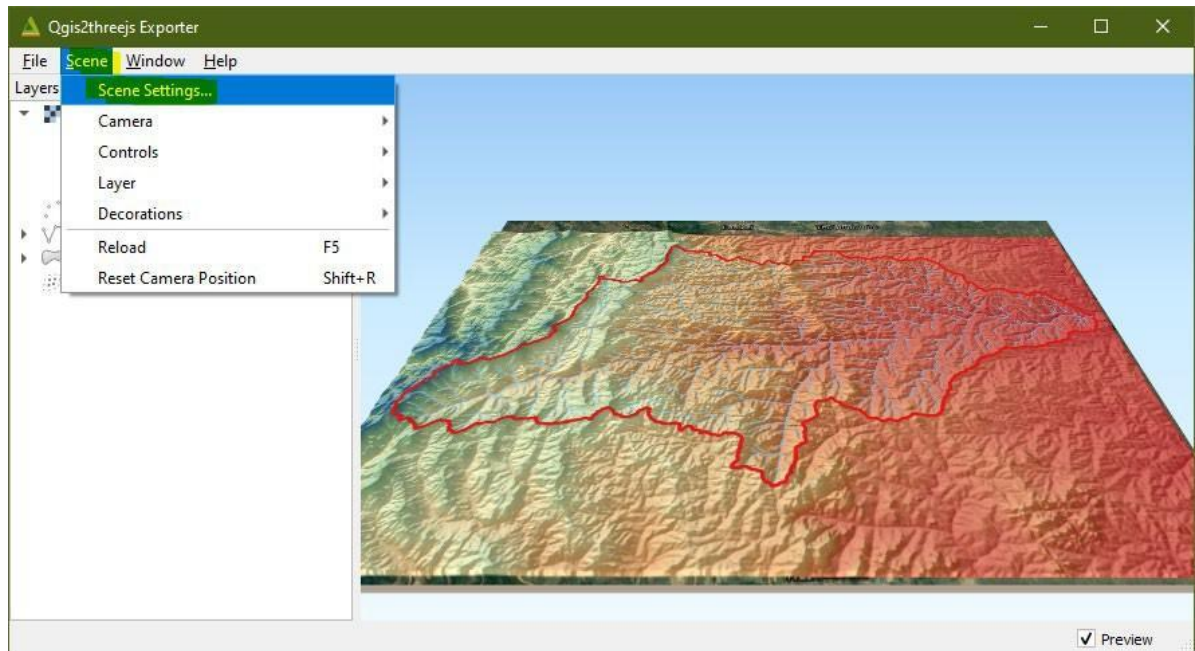 Qgis2threejs Exporter
File Scene Window Help
Layers
Scene Settings...
Camera
Controls
Layer
Decorations
Reload F5
Reset Camera Position Shift+R
Preview